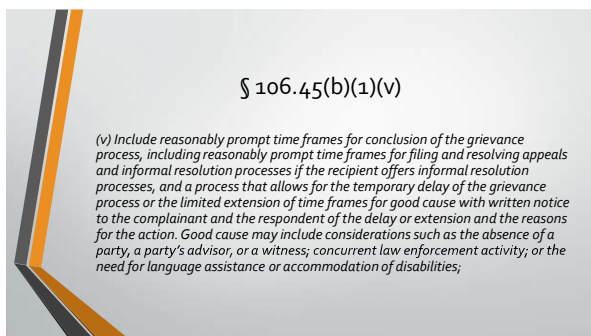 § 106.45(b)(1)(v)
(v) Include reasonably prompt time frames for conclusion of the grievance
process, including reasonably prompt time frames for filing and resolving appeals
and informal resolution processes if the recipient offers informal resolution
processes, and a process that allows for the temporary delay of the grievance
process or the limited extension of time frames for good cause with written notice
to the complainant and the respondent of the delay or extension and the reasons
for the action. Good cause may include considerations such as the absence of a
party, a party’s advisor, or a witness; concurrent law enforcement activity; or the
need for language assistance or accommodation of disabilities;